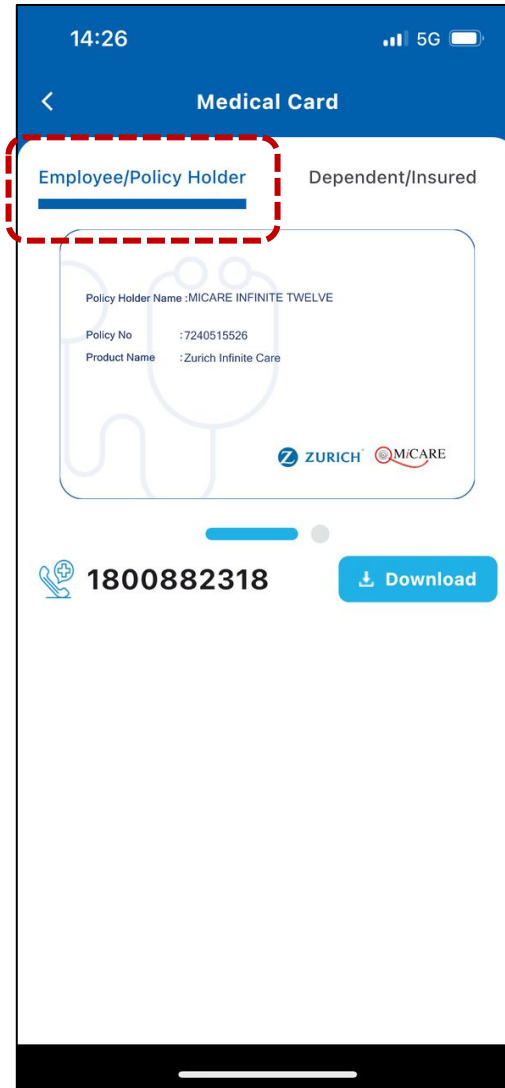 14:26 5G
Medical Card
Employee/Policy Holder Dependent/Insured
Policy Holder Name :MICARE INFINITE TWELVE
Policy No :7240515526
Product Name :Zurich Infinite Care
Z ZURICH MiCARE
1800882318 Download